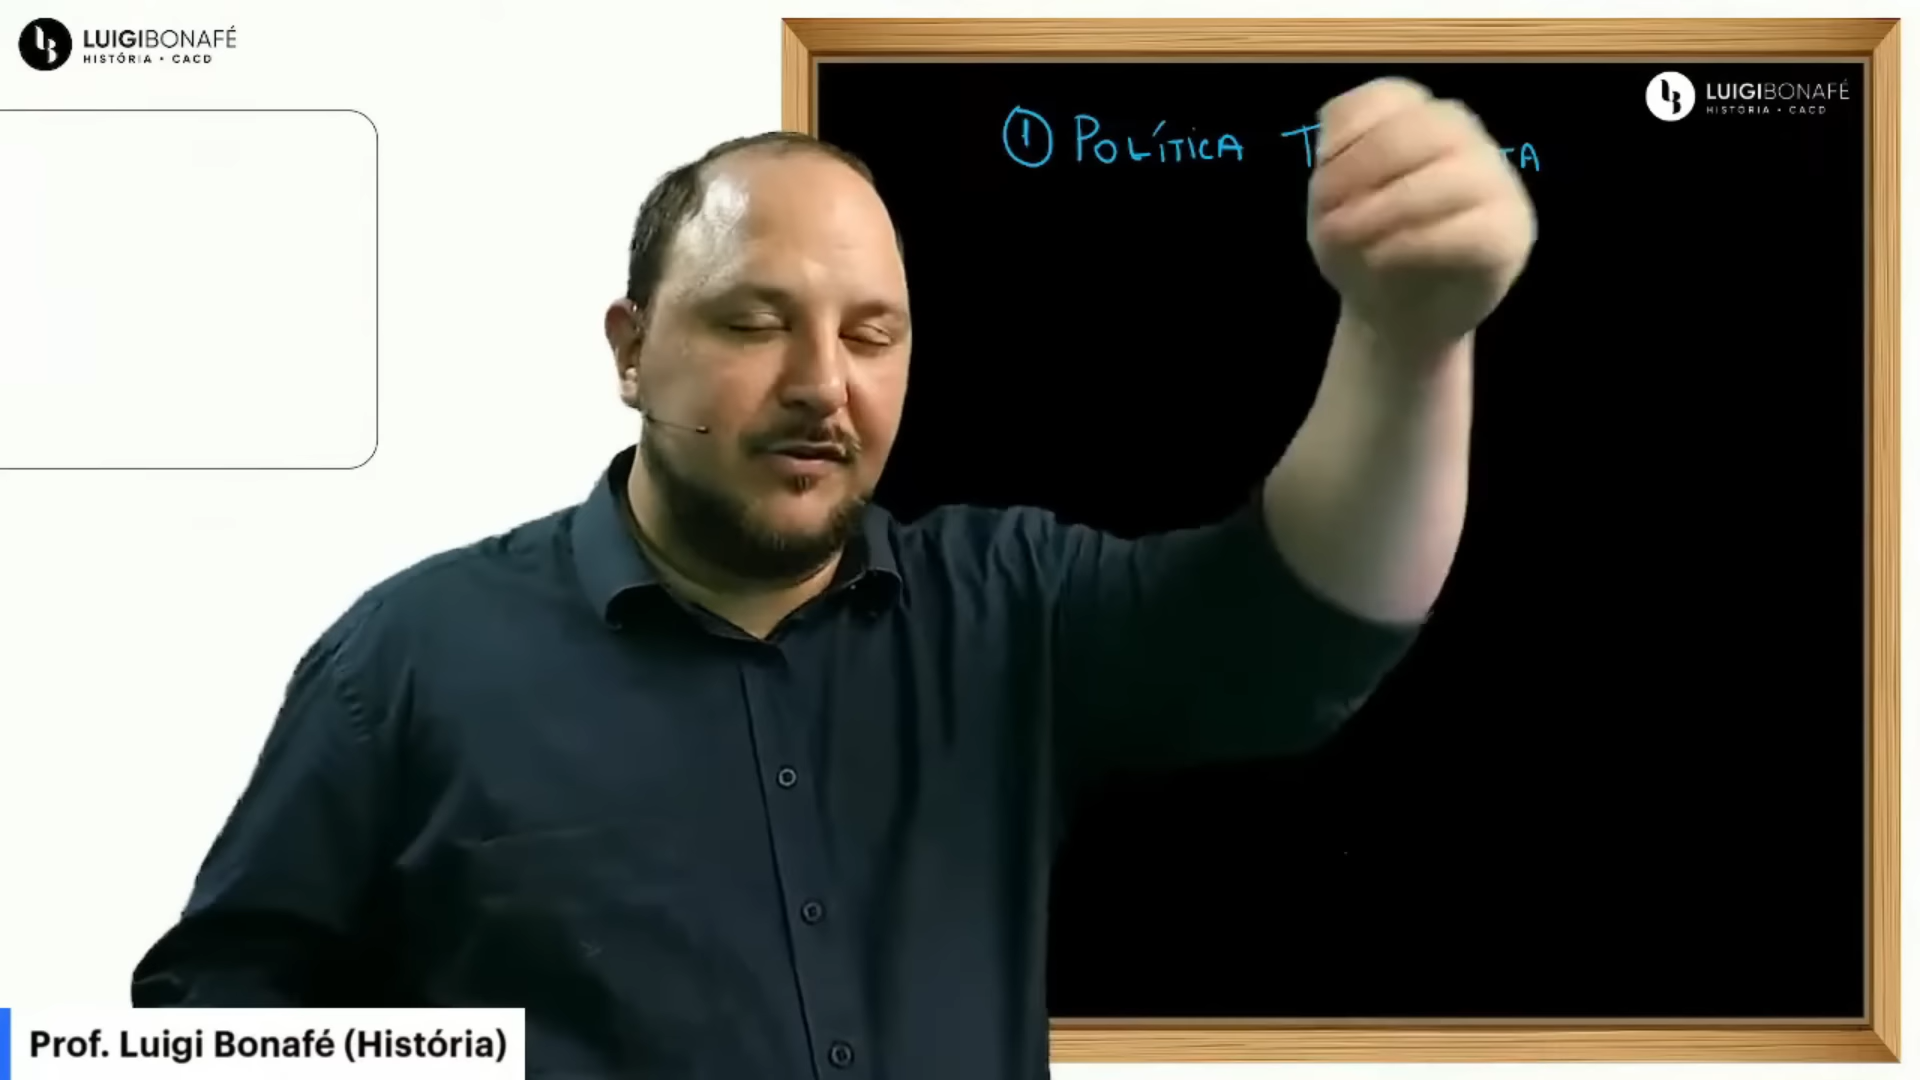 LUIGIBONAFÉ
HISTÓRIA • CACD
LUIGIBONAFÉ
HISTÓRIA • CACD
① POLÍTICA
Prof. Luigi Bonafé (História)